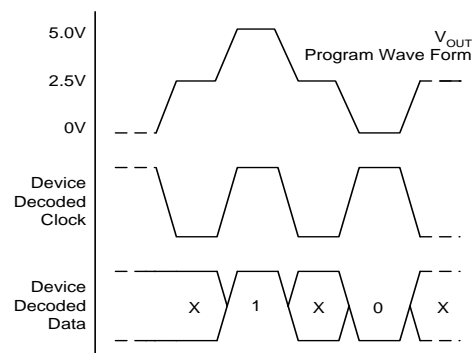 5.0V
V_OUT
Program Wave Form
2.5V
0V
Device
Decoded
Clock
Device
Decoded
Data
X 1 X 0 X